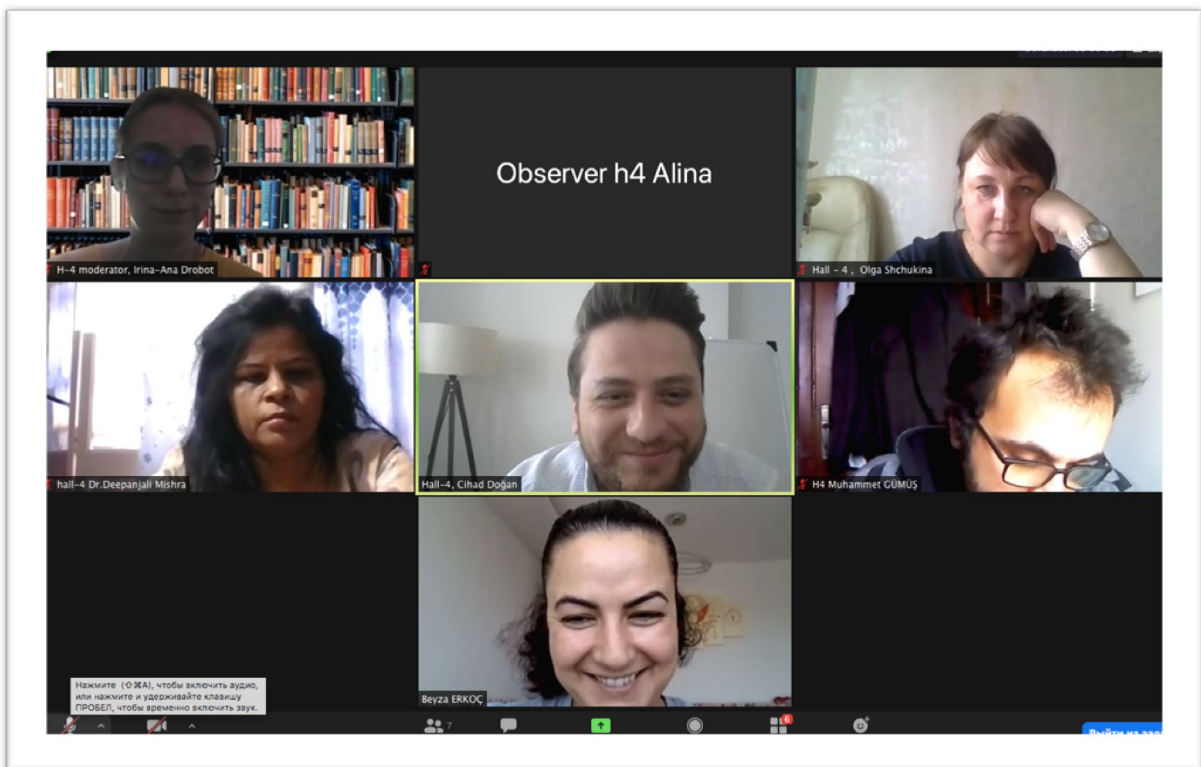 H-4 moderator, Irina-Ana Drobot
Observer h4 Alina
Hall - 4 , Olga Shchukina
hall-4 Dr.Deepanjali Mishra
Hall-4, Cihad Doğan
H4 Muhammet GÜMÜŞ
Beyza ERKOÇ
Нажмите (⇧⌘A), чтобы включить аудио,
или нажмите и удерживайте клавишу
ПРОБЕЛ, чтобы временно включить звук.
7
6
Выйти из